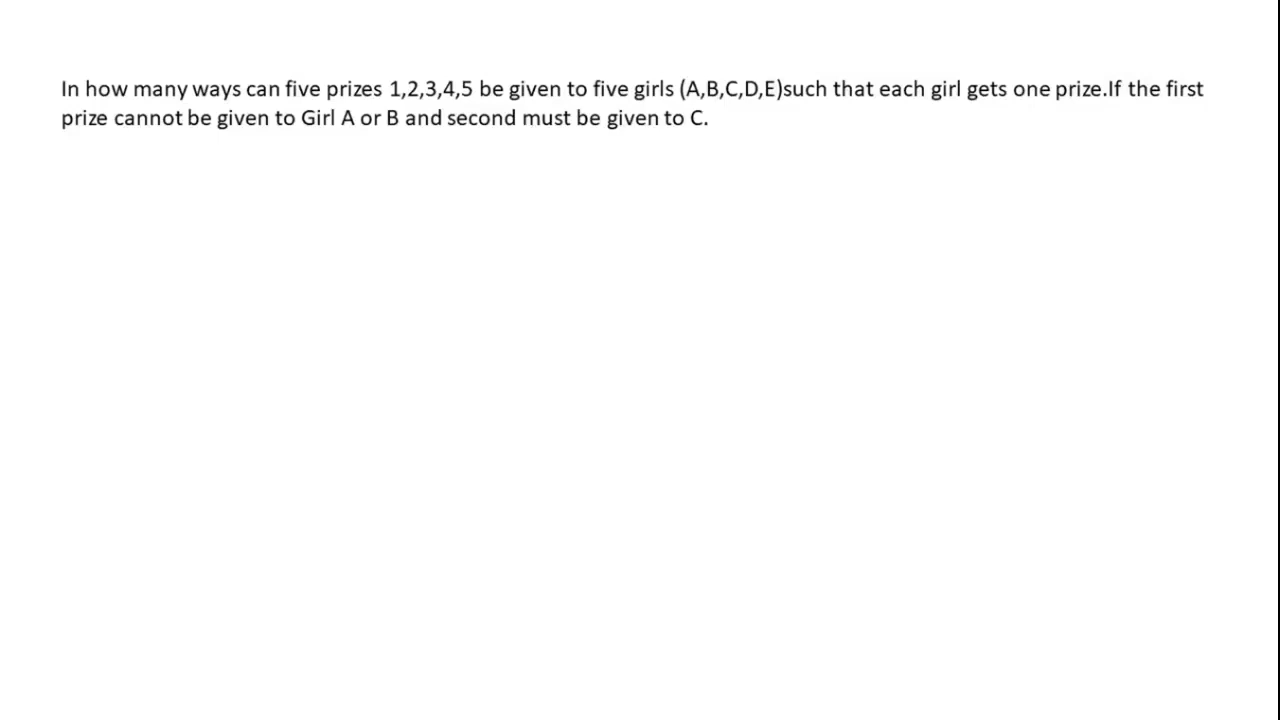 In how many ways can five prizes 1,2,3,4,5 be given to five girls (A,B,C,D,E)such that each girl gets one prize.If the first
prize cannot be given to Girl A or B and second must be given to C.